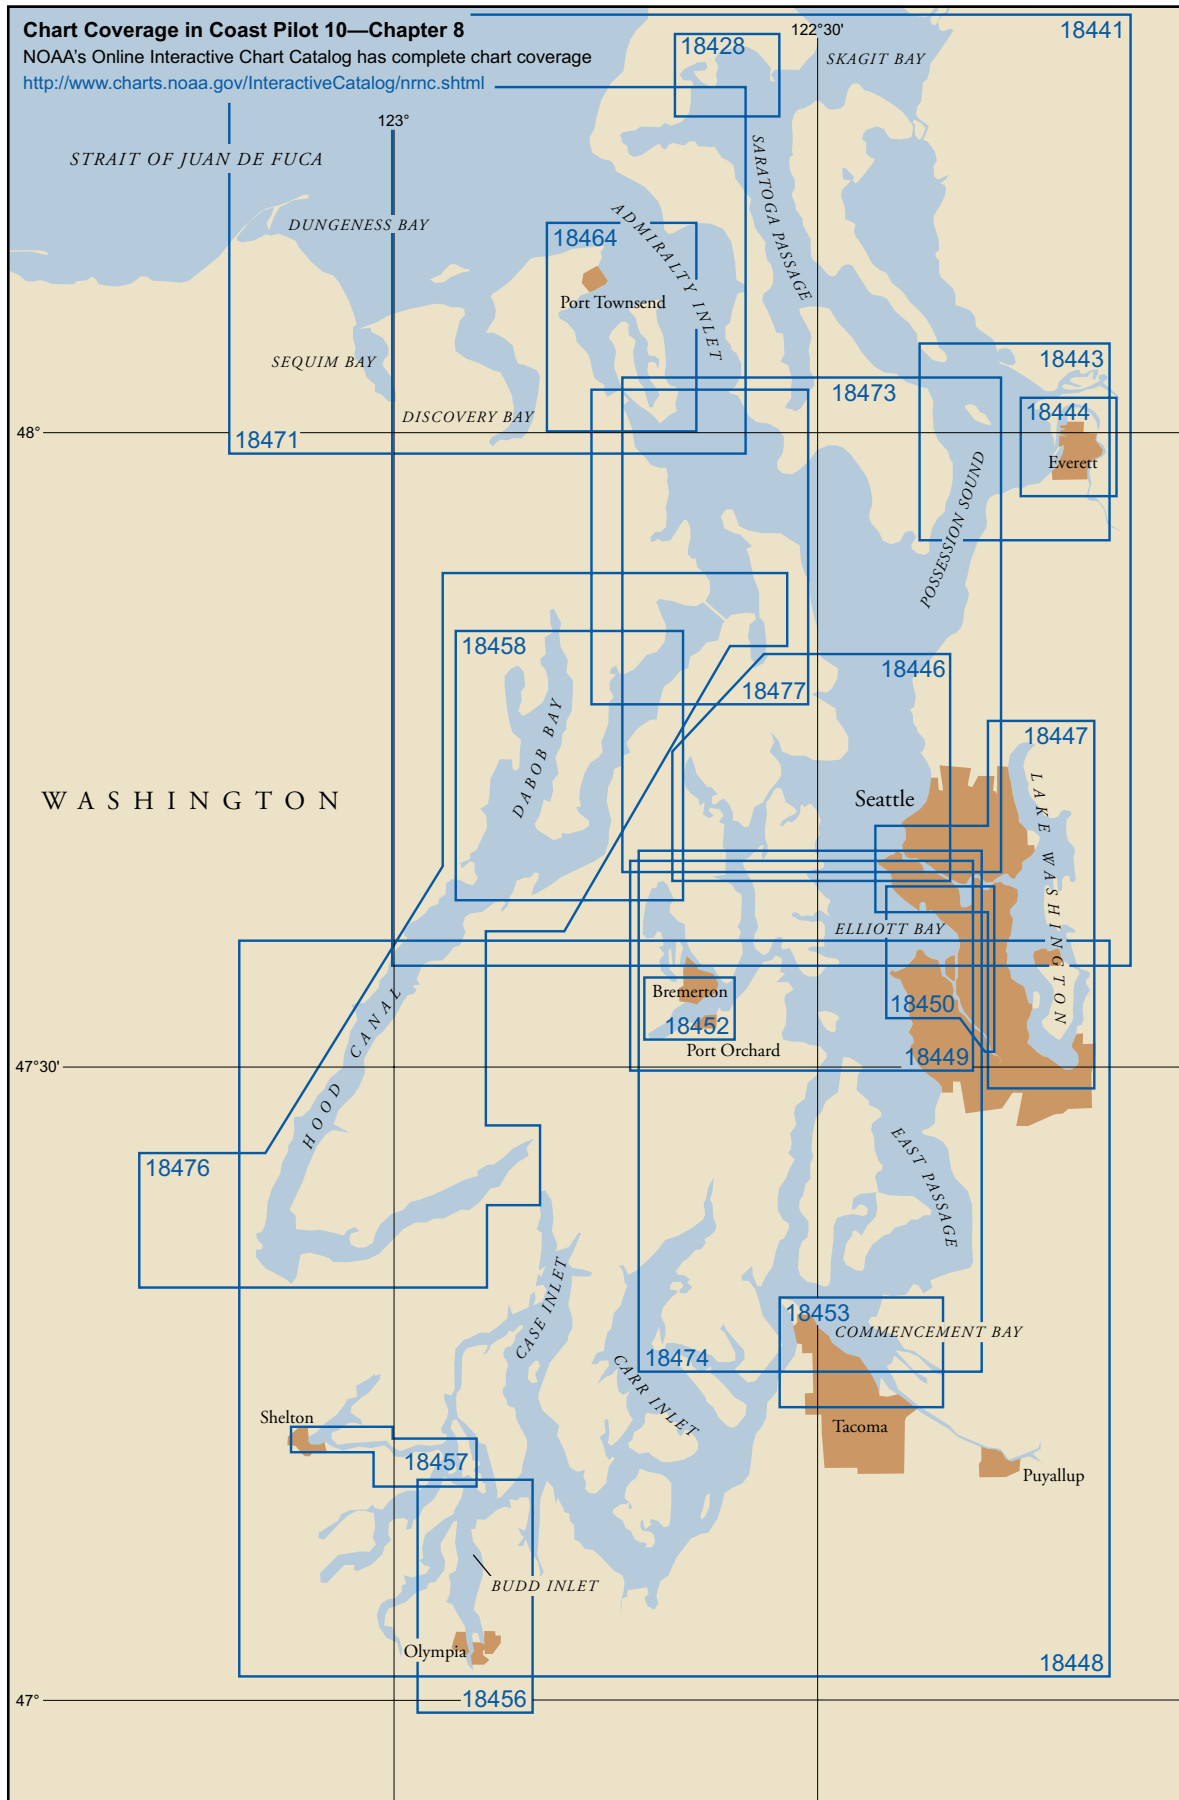 Chart Coverage in Coast Pilot 10—Chapter 8
NOAA's Online Interactive Chart Catalog has complete chart coverage
http://www.charts.noaa.gov/InteractiveCatalog/nrnc.shtml
122°30'
18441
18428
SKAGIT BAY
123°
STRAIT OF JUAN DE FUCA
SARATOGA PASSAGE
DUNGENESS BAY
ADMIRALTY INLET
18464
Port Townsend
SEQUIM BAY
18443
18473
DISCOVERY BAY
18444
48°
18471
Everett
POSSESSION SOUND
18458
18446
18477
DABOB BAY
18447
WASHINGTON
Seattle
LAKE WASHINGTON
ELLIOTT BAY
Bremerton
18450
18452
HOOD CANAL
Port Orchard
18449
47°30'
18476
EAST PASSAGE
CASE INLET
18453
COMMENCEMENT BAY
18474
CARR INLET
Shelton
Tacoma
18457
Puyallup
BUDD INLET
Olympia
18448
47°
18456